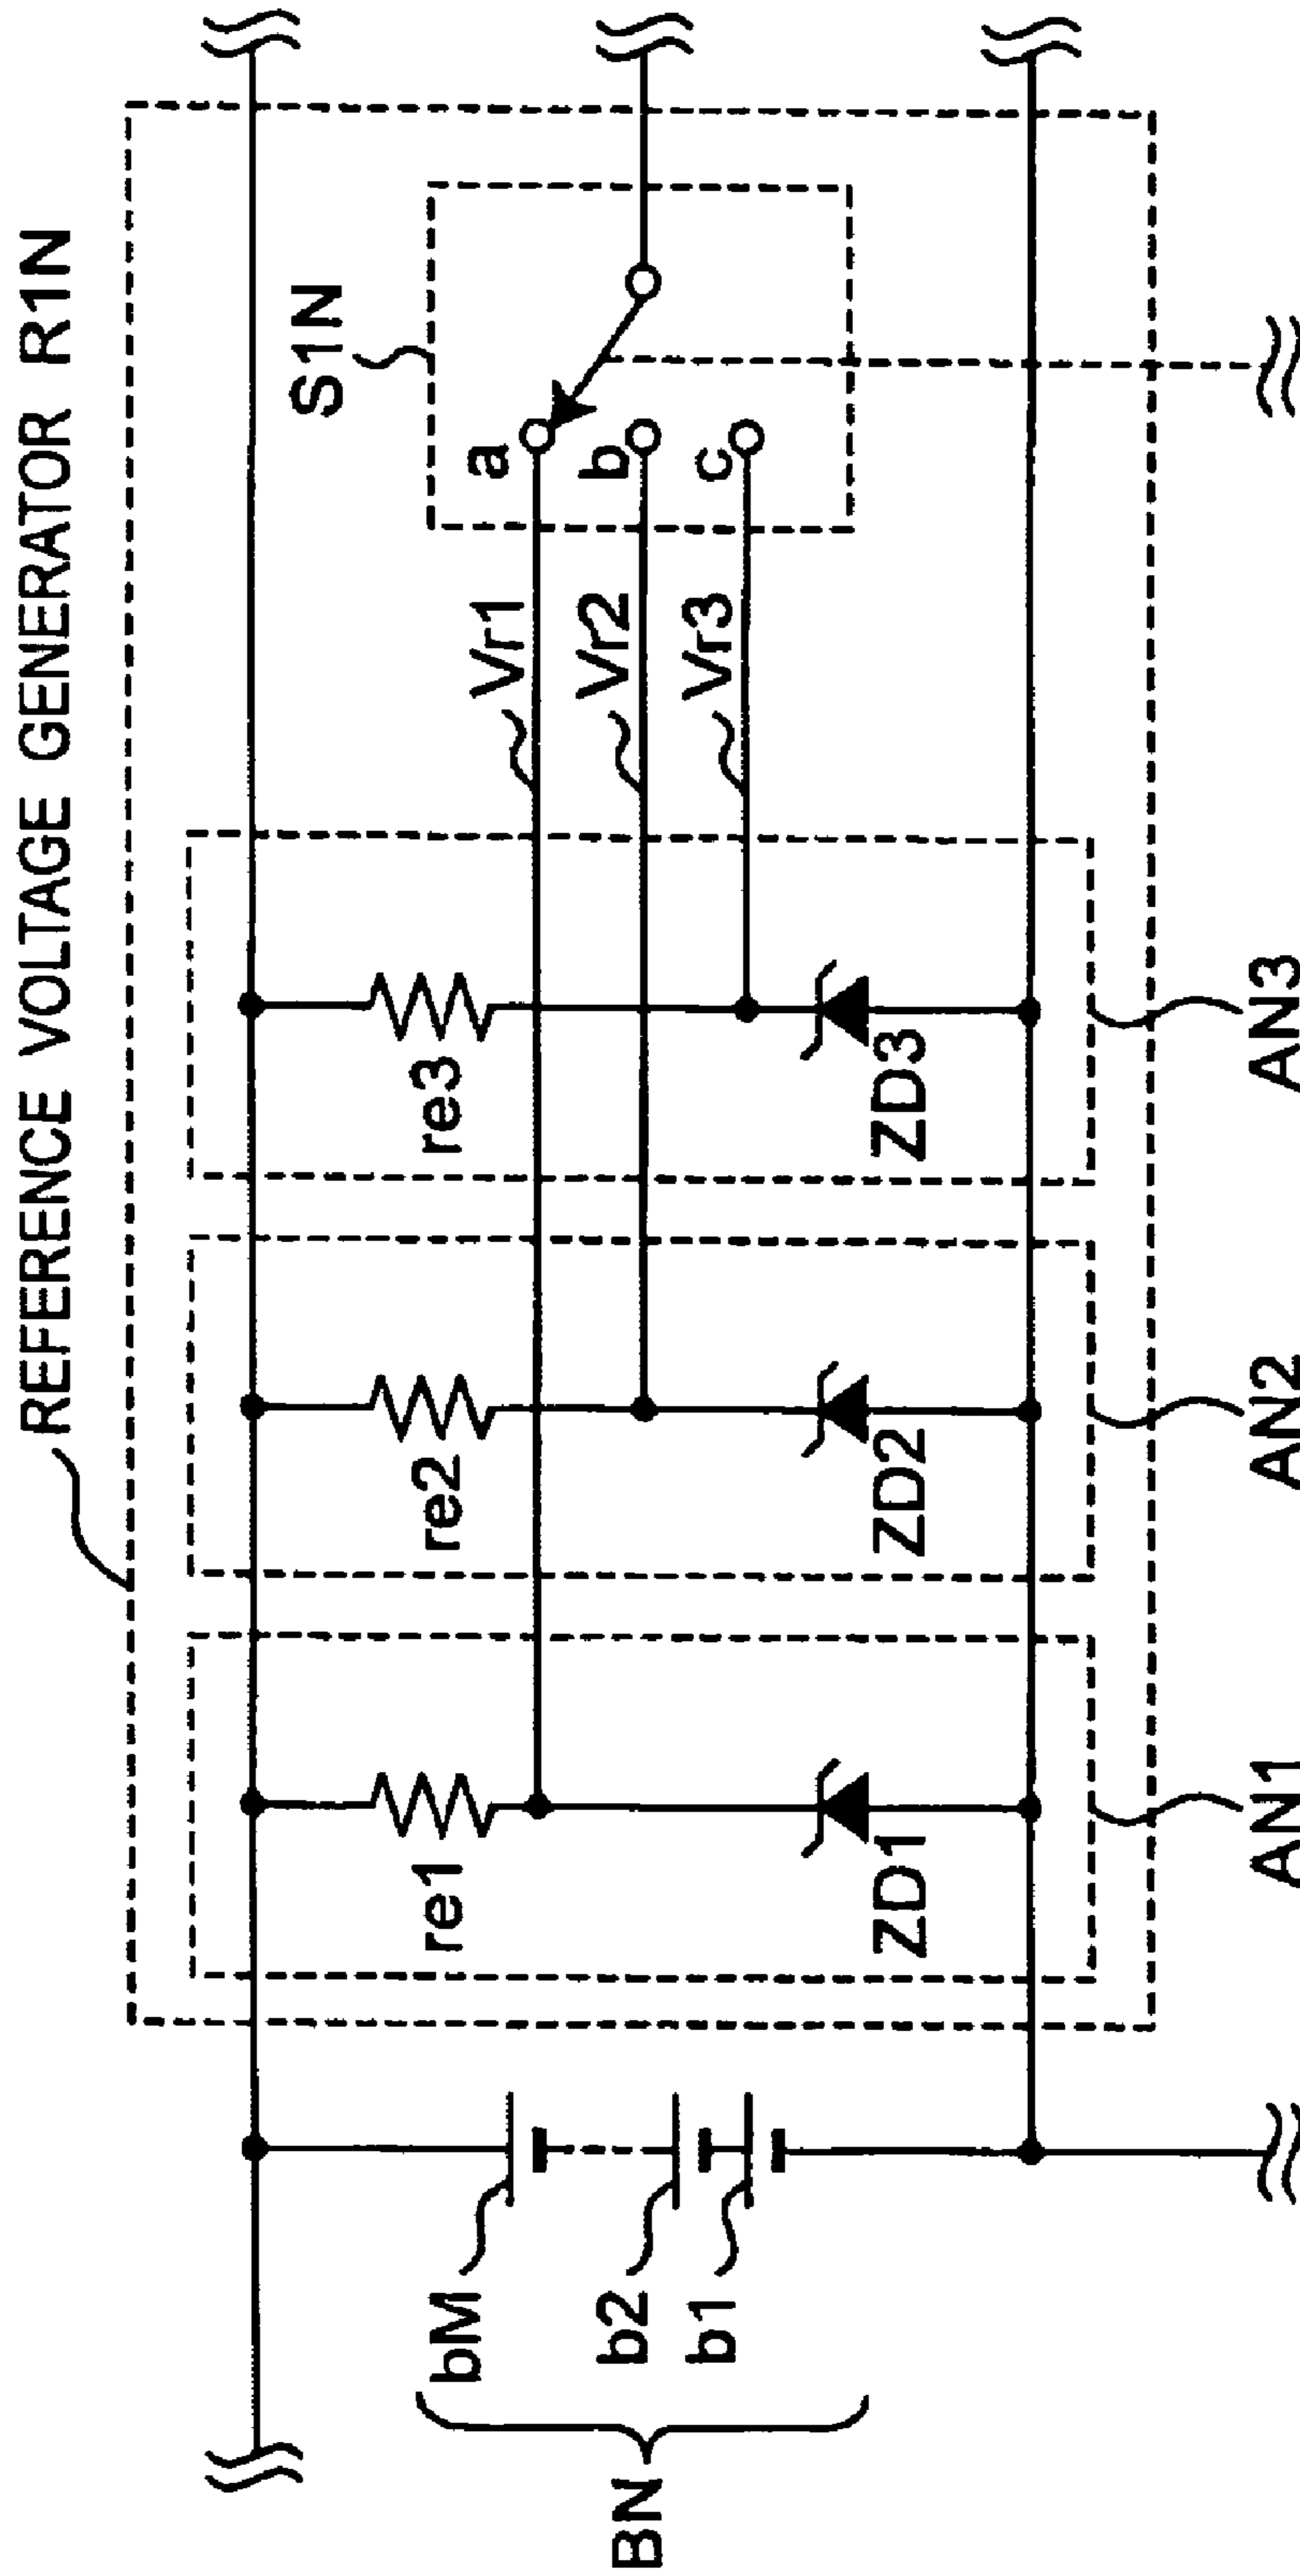 REFERENCE VOLTAGE GENERATOR R1N
S1N
a
b
c
Vr1
Vr2
Vr3
re1
re2
re3
ZD1
ZD2
ZD3
bM
b2
b1
BN
AN1
AN2
AN3